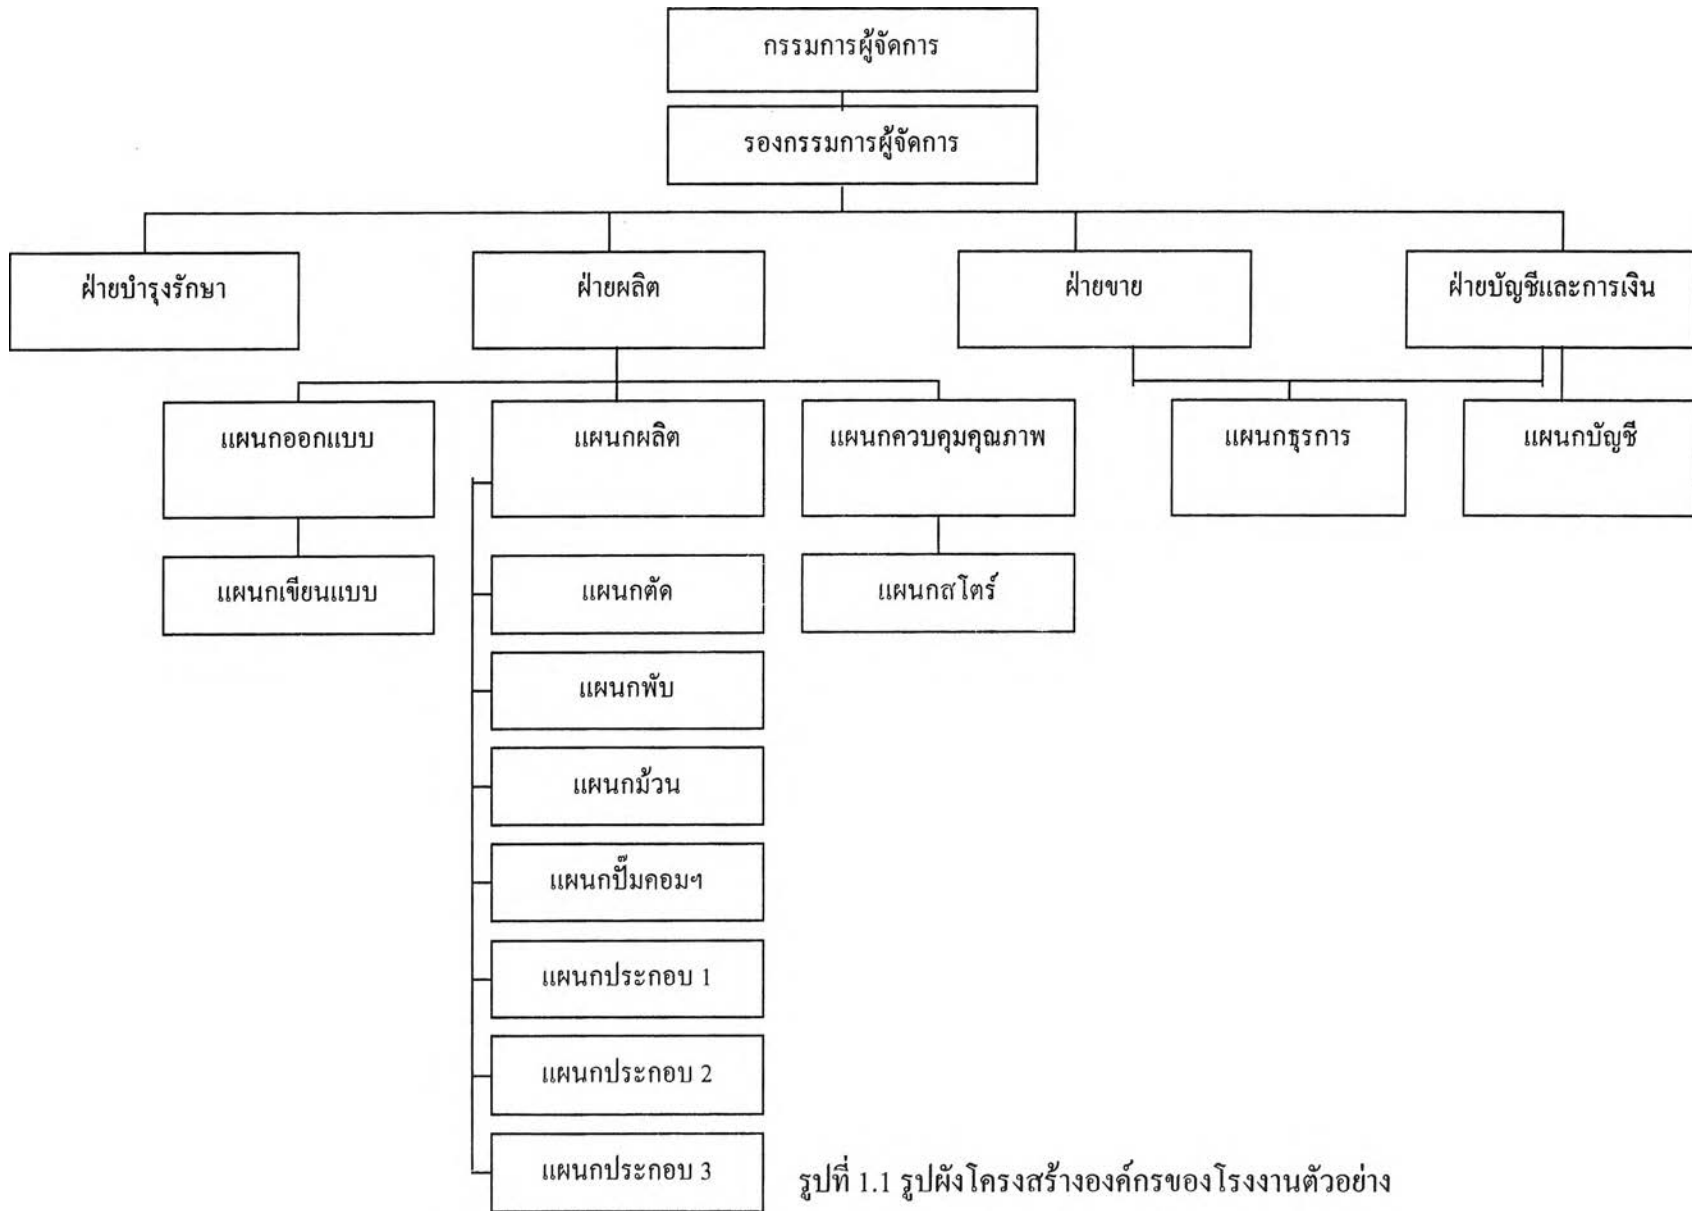 กรรมการผู้จัดการ
รองกรรมการผู้จัดการ
ฝ่ายบำรุงรักษา
ฝ่ายผลิต
ฝ่ายขาย
ฝ่ายบัญชีและการเงิน
แผนกออกแบบ
แผนกผลิต
แผนกควบคุมคุณภาพ
แผนกธุรการ
แผนกบัญชี
แผนกเขียนแบบ
แผนกตัด
แผนกสโตร์
แผนกพับ
แผนกม้วน
แผนกปั๊มคอมฯ
แผนกประกอบ 1
แผนกประกอบ 2
แผนกประกอบ 3
รูปที่ 1.1 รูปผังโครงสร้างองค์กรของโรงงานตัวอย่าง